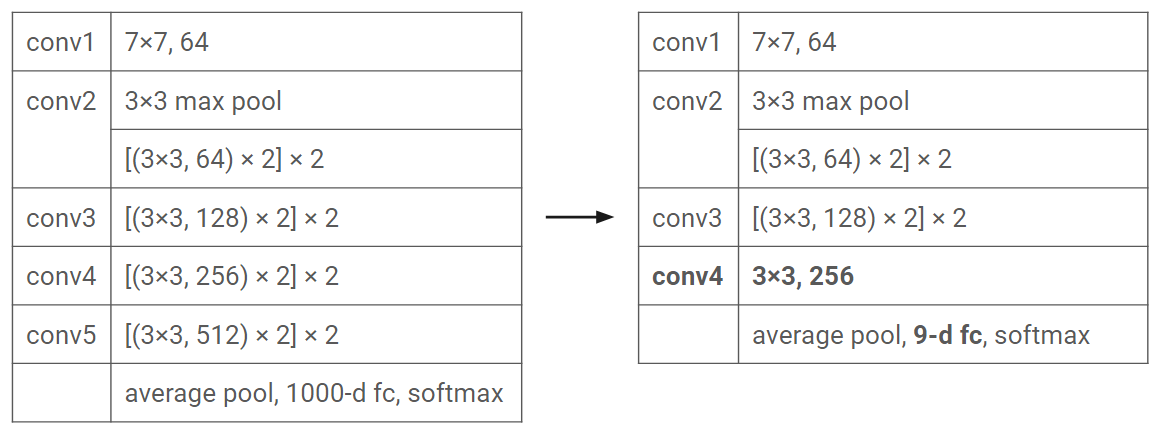 conv1 7×7, 64
conv2 3×3 max pool
[(3×3, 64) × 2] × 2
conv3 [(3×3, 128) × 2] × 2
conv4 [(3×3, 256) × 2] × 2
conv5 [(3×3, 512) × 2] × 2
average pool, 1000-d fc, softmax
conv1 7×7, 64
conv2 3×3 max pool
[(3×3, 64) × 2] × 2
conv3 [(3×3, 128) × 2] × 2
conv4 3×3, 256
average pool, 9-d fc, softmax